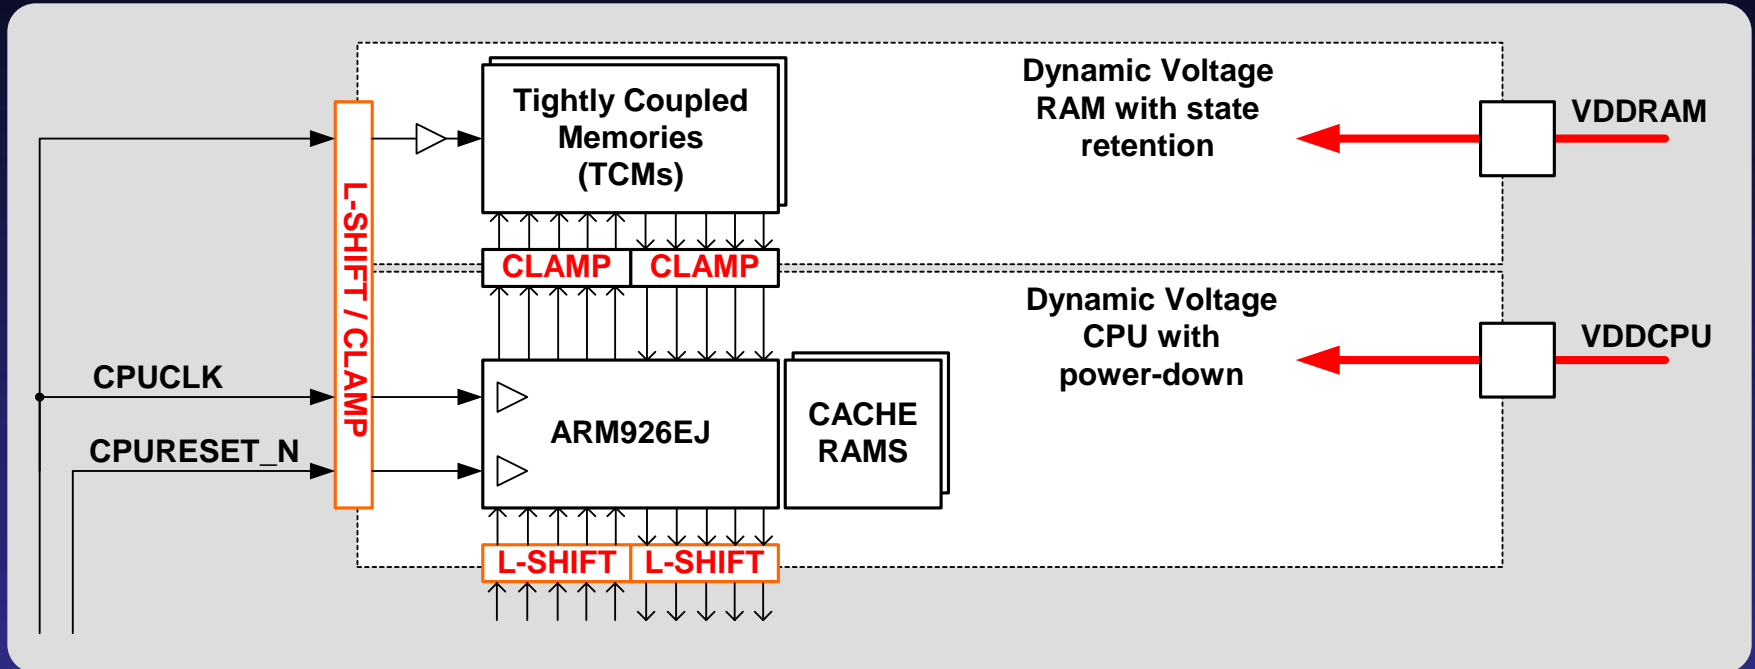 Tightly Coupled
Memories
(TCMs)
Dynamic Voltage
RAM with state
retention
VDDRAM
L-SHIFT / CLAMP
CLAMP
CLAMP
Dynamic Voltage
CPU with
power-down
VDDCPU
CPUCLK
CPURESET_N
ARM926EJ
CACHE
RAMS
L-SHIFT
L-SHIFT